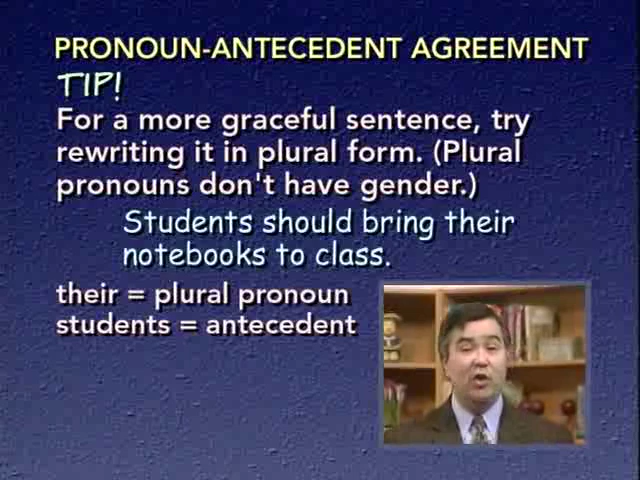 PRONOUN-ANTECEDENT AGREEMENT
TIP!
For a more graceful sentence, try
rewriting it in plural form. (Plural
pronouns don't have gender.)
Students should bring their
notebooks to class.
their = plural pronoun
students = antecedent